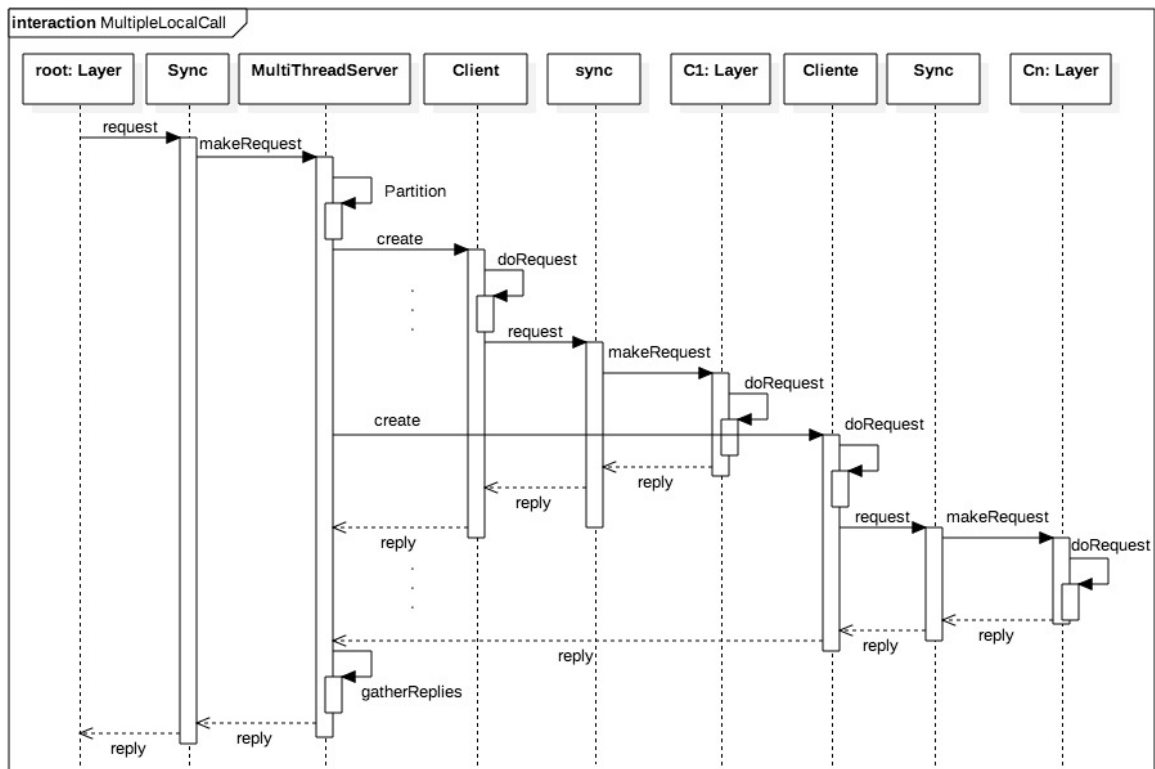 interaction MultipleLocalCall
root: Layer
Sync
MultiThreadServer
Client
sync
C1: Layer
Cliente
Sync
Cn: Layer
request
makeRequest
Partition
create
doRequest
request
makeRequest
doRequest
create
doRequest
reply
reply
request
makeRequest
reply
doRequest
reply
reply
reply
gatherReplies
reply
reply